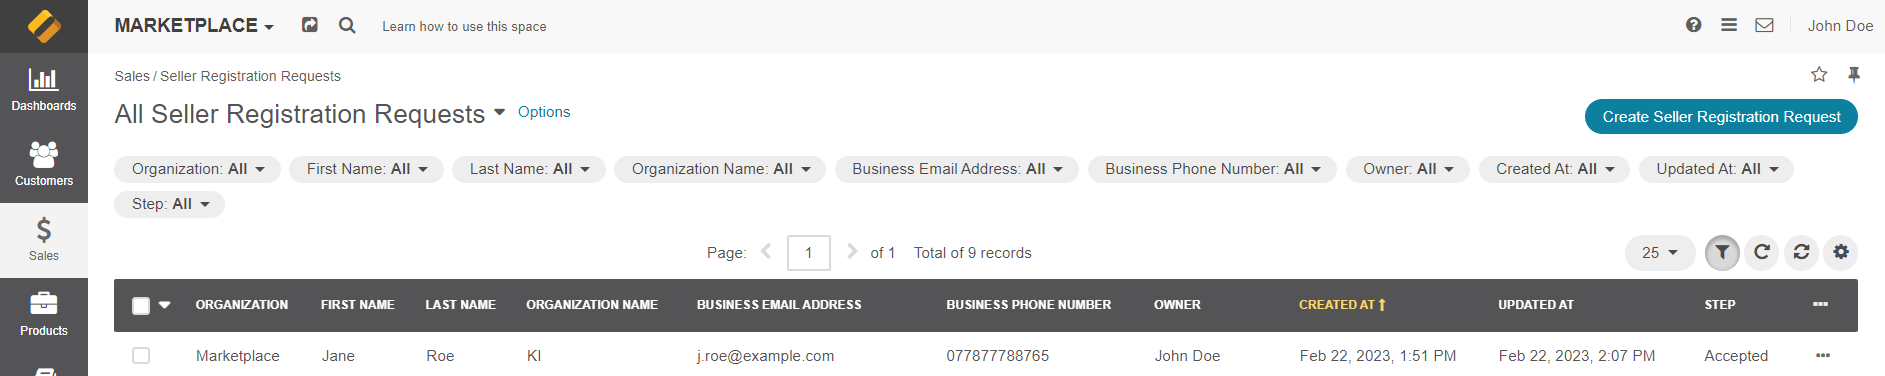 MARKETPLACE Learn how to use this space John Doe
Dashboards
Customers
Sales
Products
Sales / Seller Registration Requests
All Seller Registration Requests Options Create Seller Registration Request
Organization: All First Name: All Last Name: All Organization Name: All Business Email Address: All Business Phone Number: All Owner: All Created At: All Updated At: All
Step: All
Page: 1 of 1 Total of 9 records 25
ORGANIZATION FIRST NAME LAST NAME ORGANIZATION NAME BUSINESS EMAIL ADDRESS BUSINESS PHONE NUMBER OWNER CREATED AT UPDATED AT STEP
Marketplace Jane Roe KI j.roe@example.com 077877788765 John Doe Feb 22, 2023, 1:51 PM Feb 22, 2023, 2:07 PM Accepted